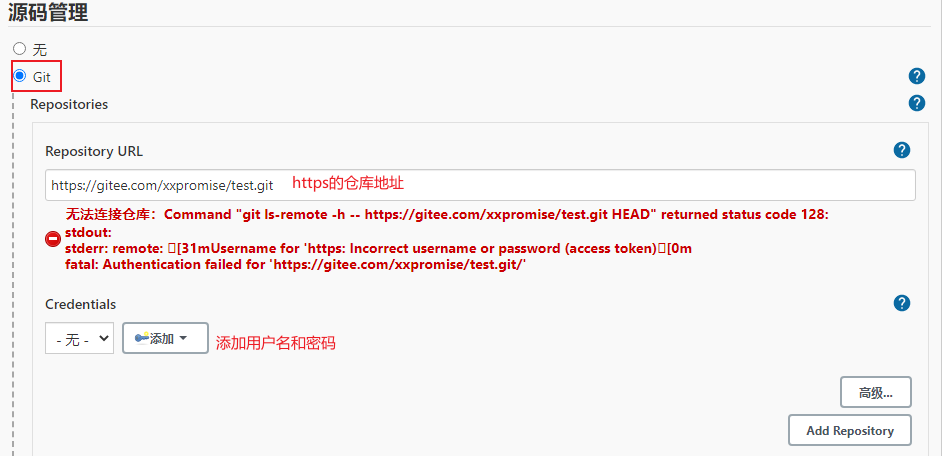 源码管理
无
Git
Repositories
Repository URL
https://gitee.com/xxpromise/test.git https的仓库地址
无法连接仓库：Command "git ls-remote -h -- https://gitee.com/xxpromise/test.git HEAD" returned status code 128:
stdout:
stderr: remote: [31mUsername for 'https: Incorrect username or password (access token)[0m
fatal: Authentication failed for 'https://gitee.com/xxpromise/test.git/'
Credentials
- 无 - 添加 添加用户名和密码
高级...
Add Repository